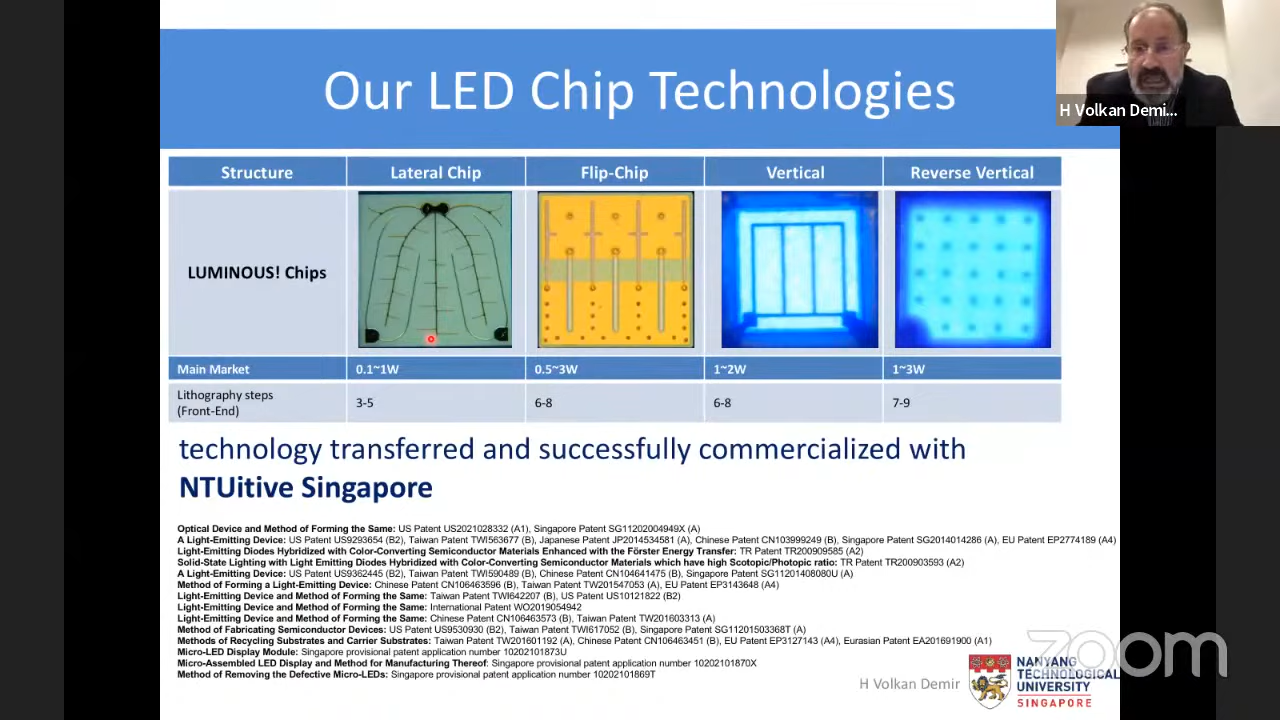 Our LED Chip Technologies
H Volkan Demi...
Structure
Lateral Chip
Flip-Chip
Vertical
Reverse Vertical
LUMINOUS! Chips
Main Market
0.1~1W
0.5~3W
1~2W
1~3W
Lithography steps
(Front-End)
3-5
6-8
6-8
7-9
technology transferred and successfully commercialized with
NTUitive Singapore
Optical Device and Method of Forming the Same: US Patent US2021028332 (A1), Singapore Patent SG11202004949X (A)
A Light-Emitting Device: US Patent US9293654 (B2), Taiwan Patent TWI563677 (B), Japanese Patent JP2014534581 (A), Chinese Patent CN103999249 (B), Singapore Patent SG2014014286 (A), EU Patent EP2774189 (A4)
Light-Emitting Diodes Hybridized with Color-Converting Semiconductor Materials Enhanced with the Förster Energy Transfer: TR Patent TR200909585 (A2)
Solid-State Lighting with Light Emitting Diodes Hybridized with Color-Converting Semiconductor Materials which have high Scotopic/Photopic ratio: TR Patent TR200903593 (A2)
A Light-Emitting Device: US Patent US9362445 (B2), Taiwan Patent TWI590489 (B), Chinese Patent CN104641475 (B), Singapore Patent SG11201408080U (A)
Method of Forming a Light-Emitting Device: Chinese Patent CN106463596 (B), Taiwan Patent TW201547053 (A), EU Patent EP3143648 (A4)
Light-Emitting Device and Method of Forming the Same: Taiwan Patent TWI642207 (B), US Patent US10121822 (B2)
Light-Emitting Device and Method of Forming the Same: International Patent WO2019054942
Light-Emitting Device and Method of Forming the Same: Chinese Patent CN106463573 (B), Taiwan Patent TW201603313 (A)
Method of Fabricating Semiconductor Devices: US Patent US9530930 (B2), Taiwan Patent TWI617052 (B), Singapore Patent SG11201503368T (A)
Methods of Recycling Substrates and Carrier Substrates: Taiwan Patent TW201601192 (A), Chinese Patent CN106463451 (B), EU Patent EP3127143 (A4), Eurasian Patent EA201691900 (A1)
Micro-LED Display Module: Singapore provisional patent application number 10202101873U
Micro-Assembled LED Display and Method for Manufacturing Thereof: Singapore provisional patent application number 10202101870X
Method of Removing the Defective Micro-LEDs: Singapore provisional patent application number 10202101869T
H Volkan Demir
NANYANG
TECHNOLOGICAL
UNIVERSITY
SINGAPORE
zoom